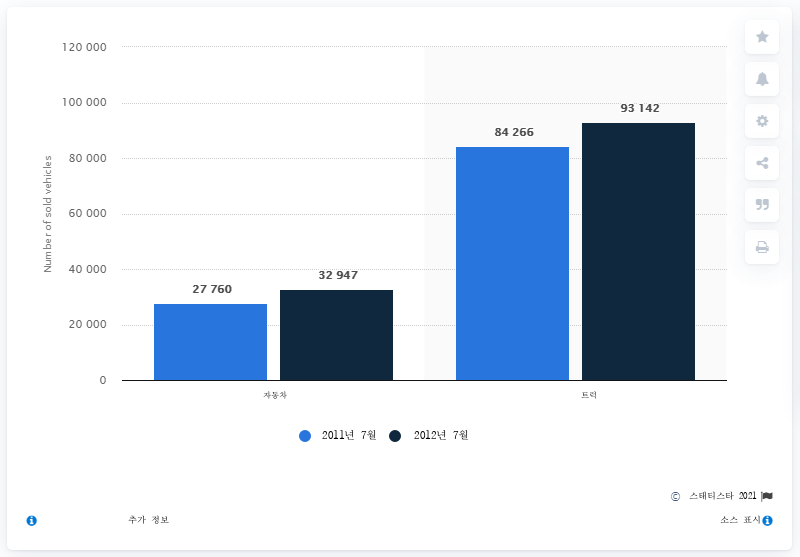 120 000
100 000
80 000
60 000
40 000
20 000
0
Number of sold vehicles
27 760
32 947
84 266
93 142
자동차
트럭
2011년 7월
2012년 7월
© 스태티스타 2021
추가 정보
소스 표시